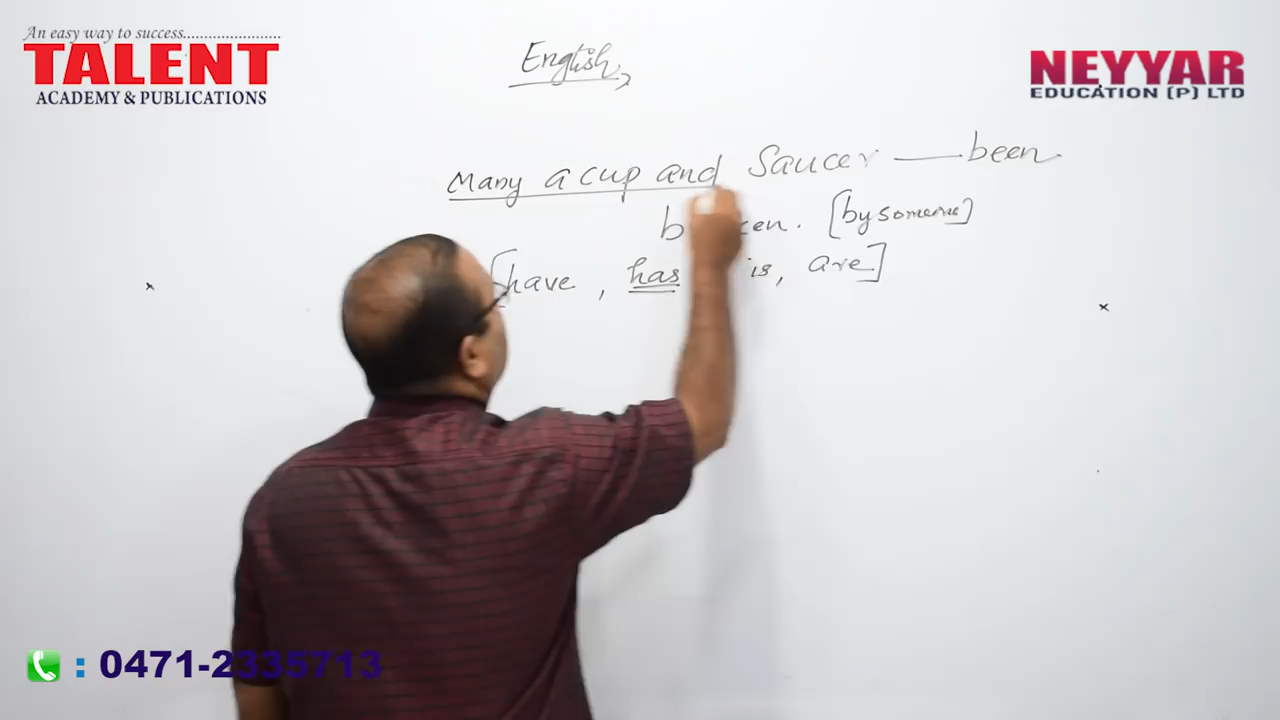 An easy way to success........................
TALENT
ACADEMY & PUBLICATIONS
NEYYAR
EDUCATION (P) LTD
English
Many a cup and Saucer —— been
[by someone]
[have, has is, are]
: 0471-2335713